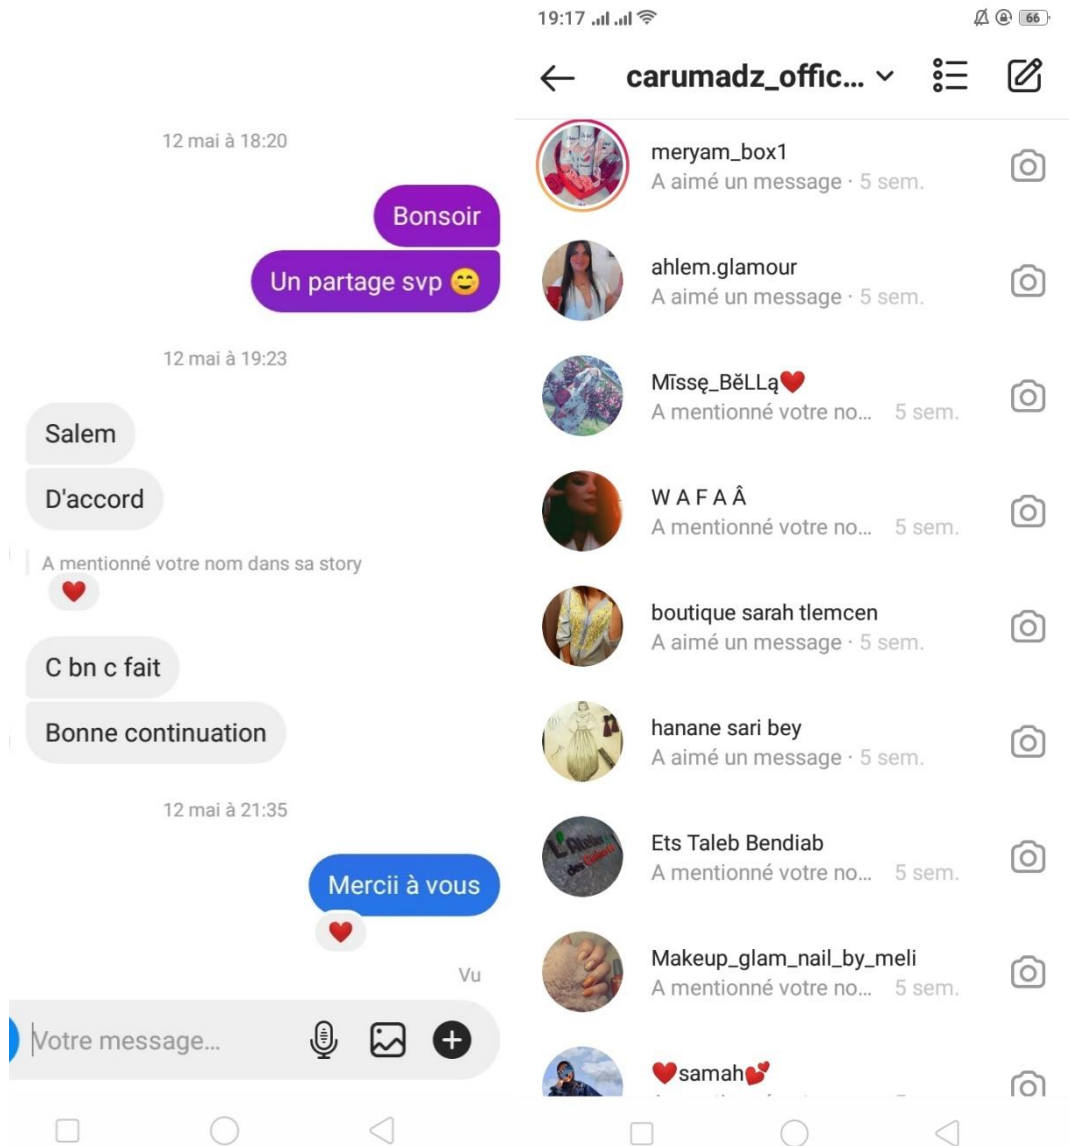 12 mai à 18:20
Bonsoir
Un partage svp 😊
12 mai à 19:23
Salem
D'accord
A mentionné votre nom dans sa story
❤️
C bn c fait
Bonne continuation
12 mai à 21:35
Mercii à vous
❤️
Vu
Votre message...
19:17
66
carumadz_offic...
meryam_box1
A aimé un message · 5 sem.
ahlem.glamour
A aimé un message · 5 sem.
Mīssę_BĕLLą❤️
A mentionné votre no... 5 sem.
W A F A Â
A mentionné votre no... 5 sem.
boutique sarah tlemcen
A aimé un message · 5 sem.
hanane sari bey
A aimé un message · 5 sem.
L'Atelier
des
Ets Taleb Bendiab
A mentionné votre no... 5 sem.
Makeup_glam_nail_by_meli
A mentionné votre no... 5 sem.
❤️samah💕